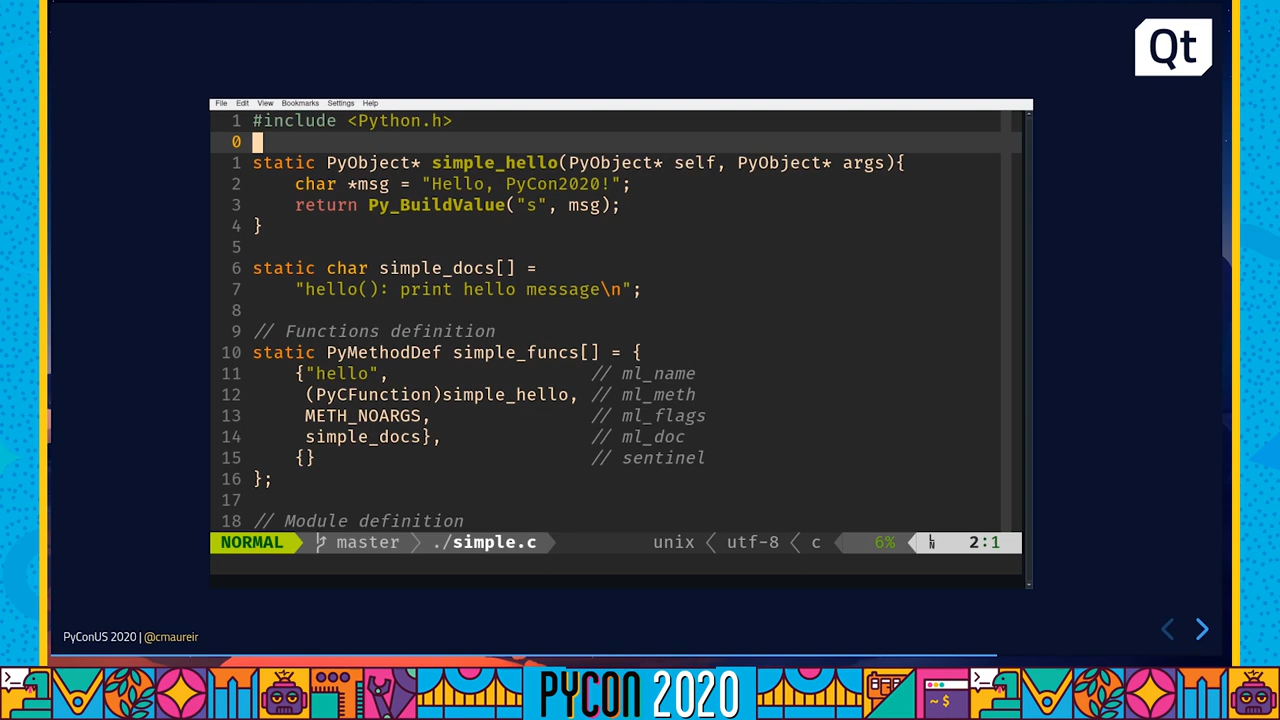 Qt
File Edit View Bookmarks Settings Help
1 #include <Python.h>
0
1 static PyObject* simple_hello(PyObject* self, PyObject* args){
2 char *msg = "Hello, PyCon2020!";
3 return Py_BuildValue("s", msg);
4 }
5
6 static char simple_docs[] =
7 "hello(): print hello message\n";
8
9 // Functions definition
10 static PyMethodDef simple_funcs[] = {
11 {"hello", // ml_name
12 (PyCFunction)simple_hello, // ml_meth
13 METH_NOARGS, // ml_flags
14 simple_docs}, // ml_doc
15 {} // sentinel
16 };
17
18 // Module definition
NORMAL master ./simple.c unix utf-8 c 6% LN 2:1
PyConUS 2020 | @cmaureir
PYCON 2020
~ $